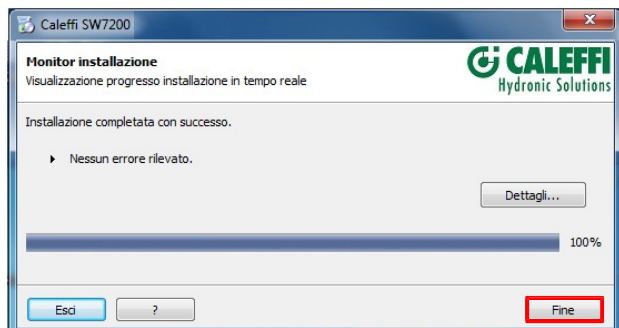 Caleffi SW7200
Monitor installazione
Visualizzazione progresso installazione in tempo reale
CALEFFI
Hydronic Solutions
Installazione completata con successo.
Nessun errore rilevato.
Dettagli...
100%
Esci
?
Fine